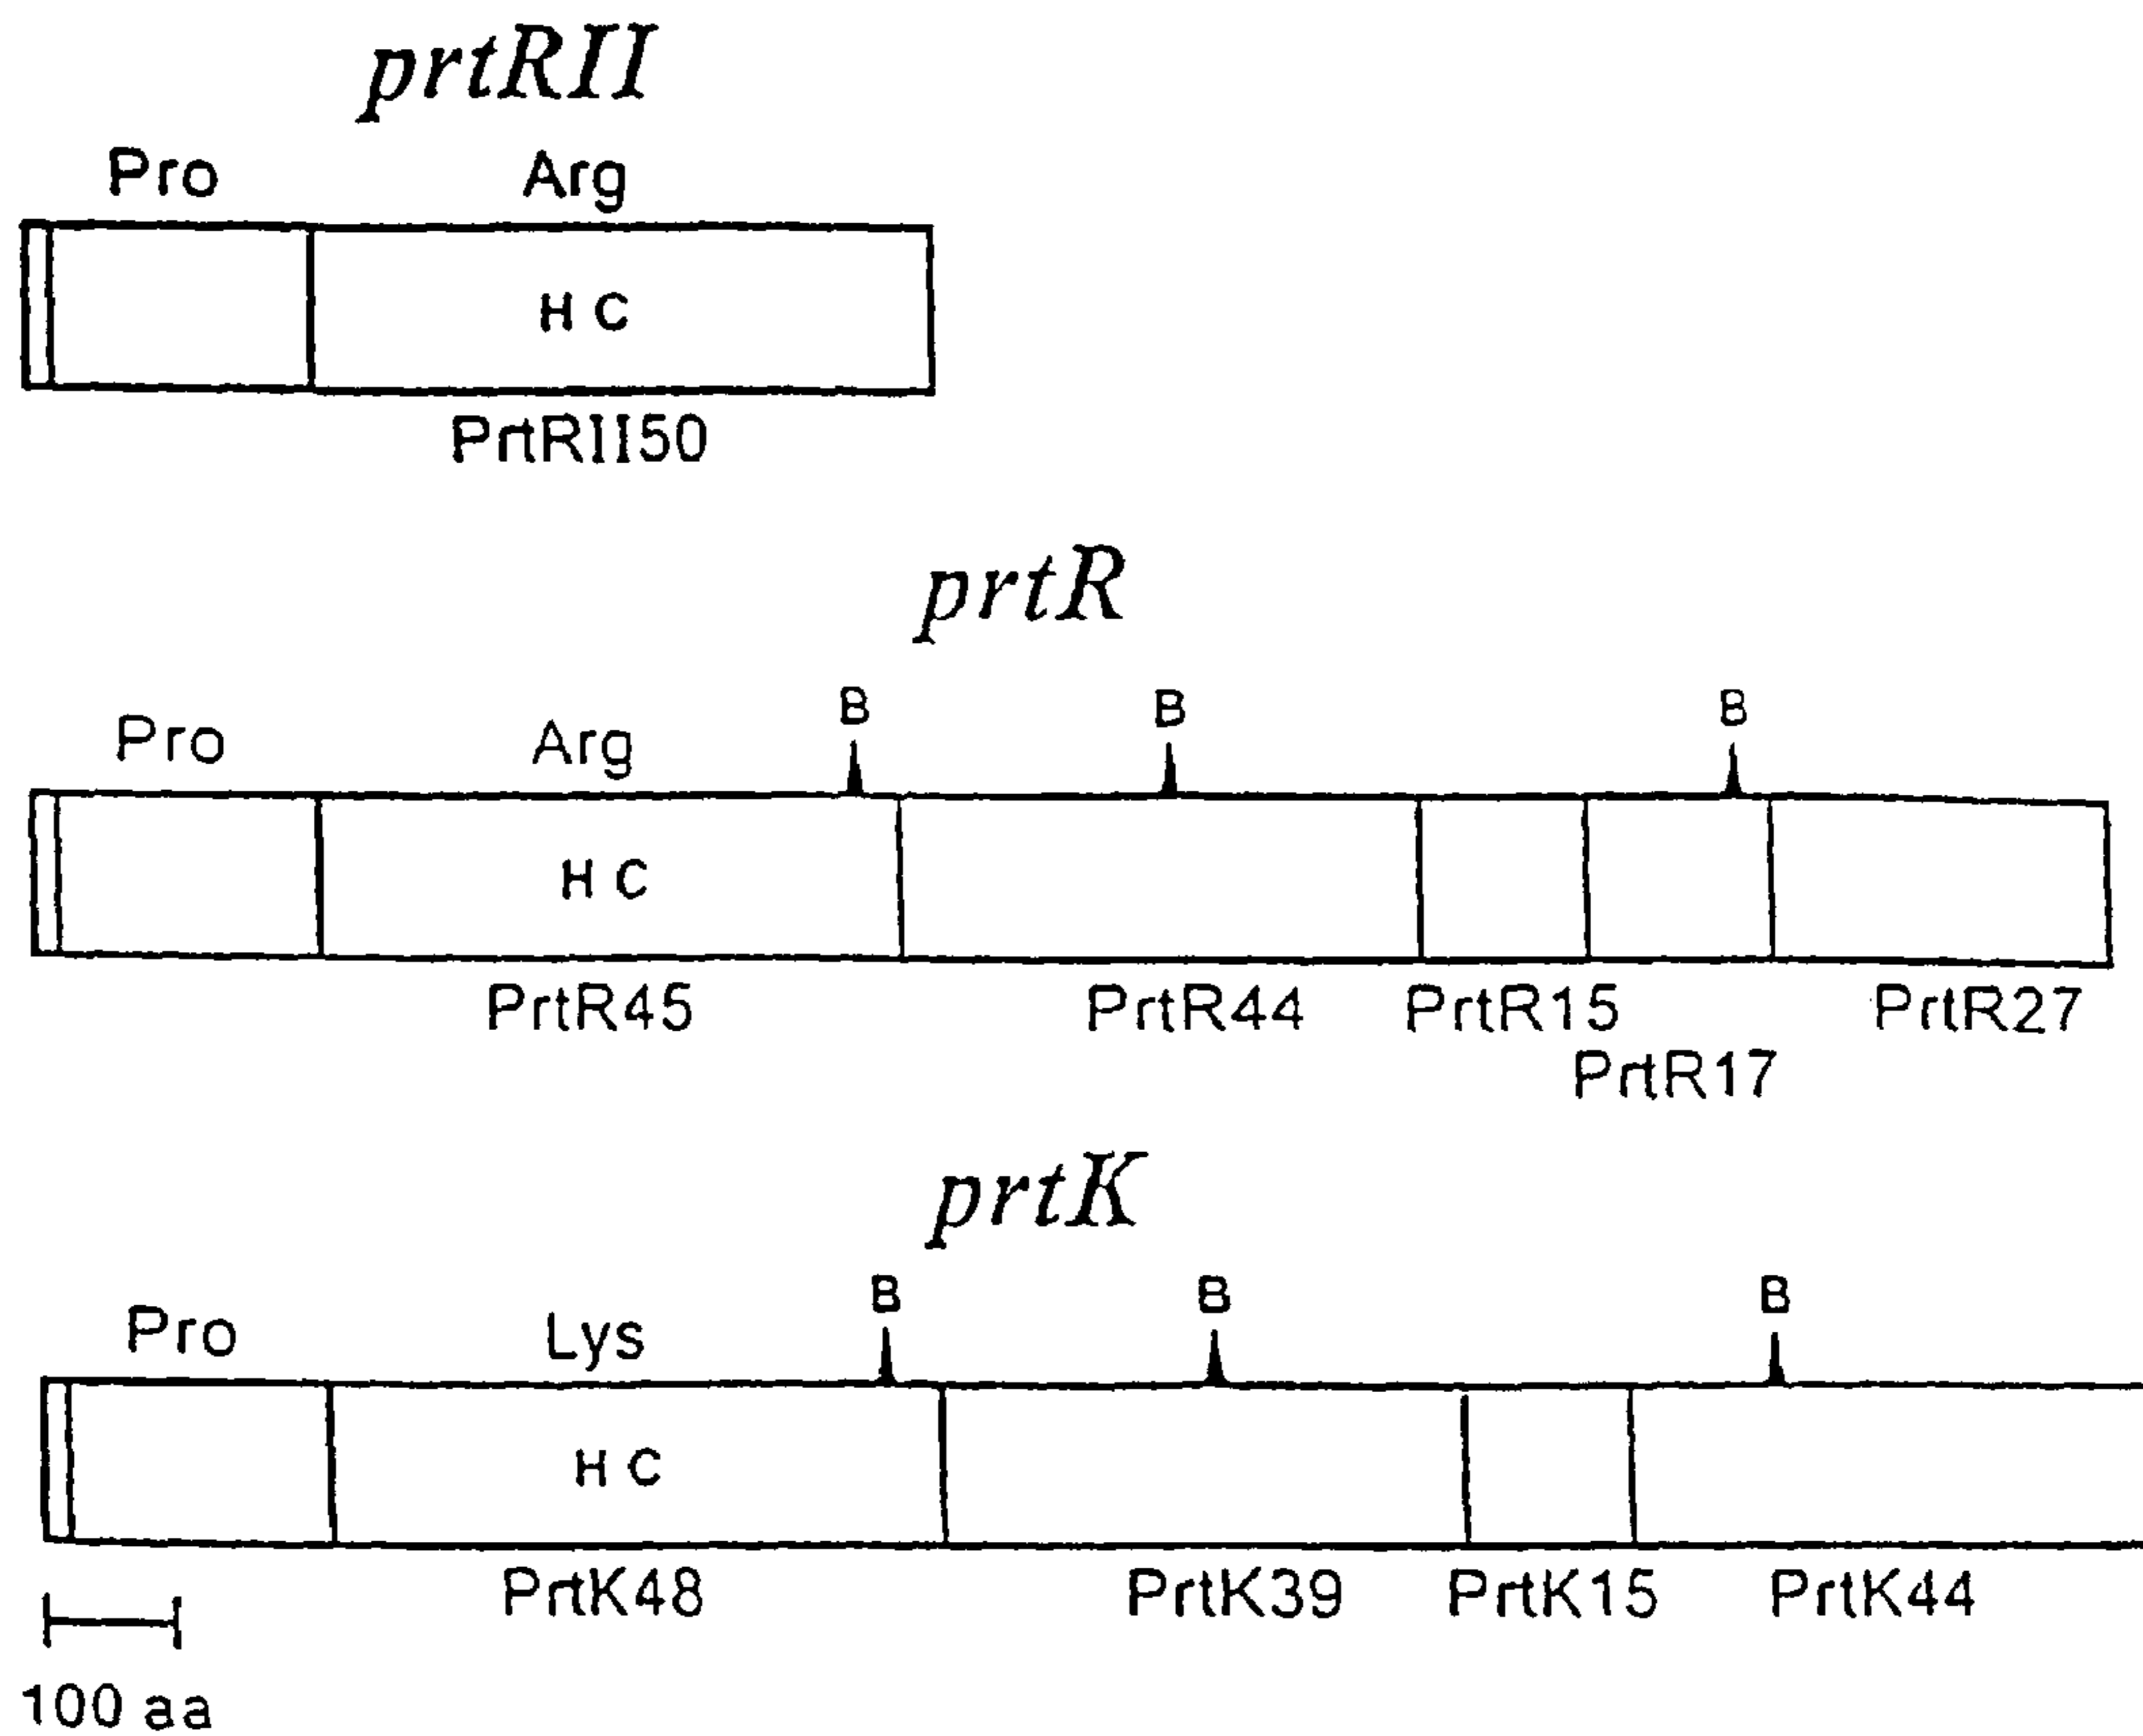 prtRII
Pro Arg
H C
PrtRII50
prtR
B B B
Pro Arg
H C
PrtR45 PrtR44 PrtR15 PrtR27
PrtR17
prtK
B B B
Pro Lys
H C
PrtK48 PrtK39 PrtK15 PrtK44
100 aa